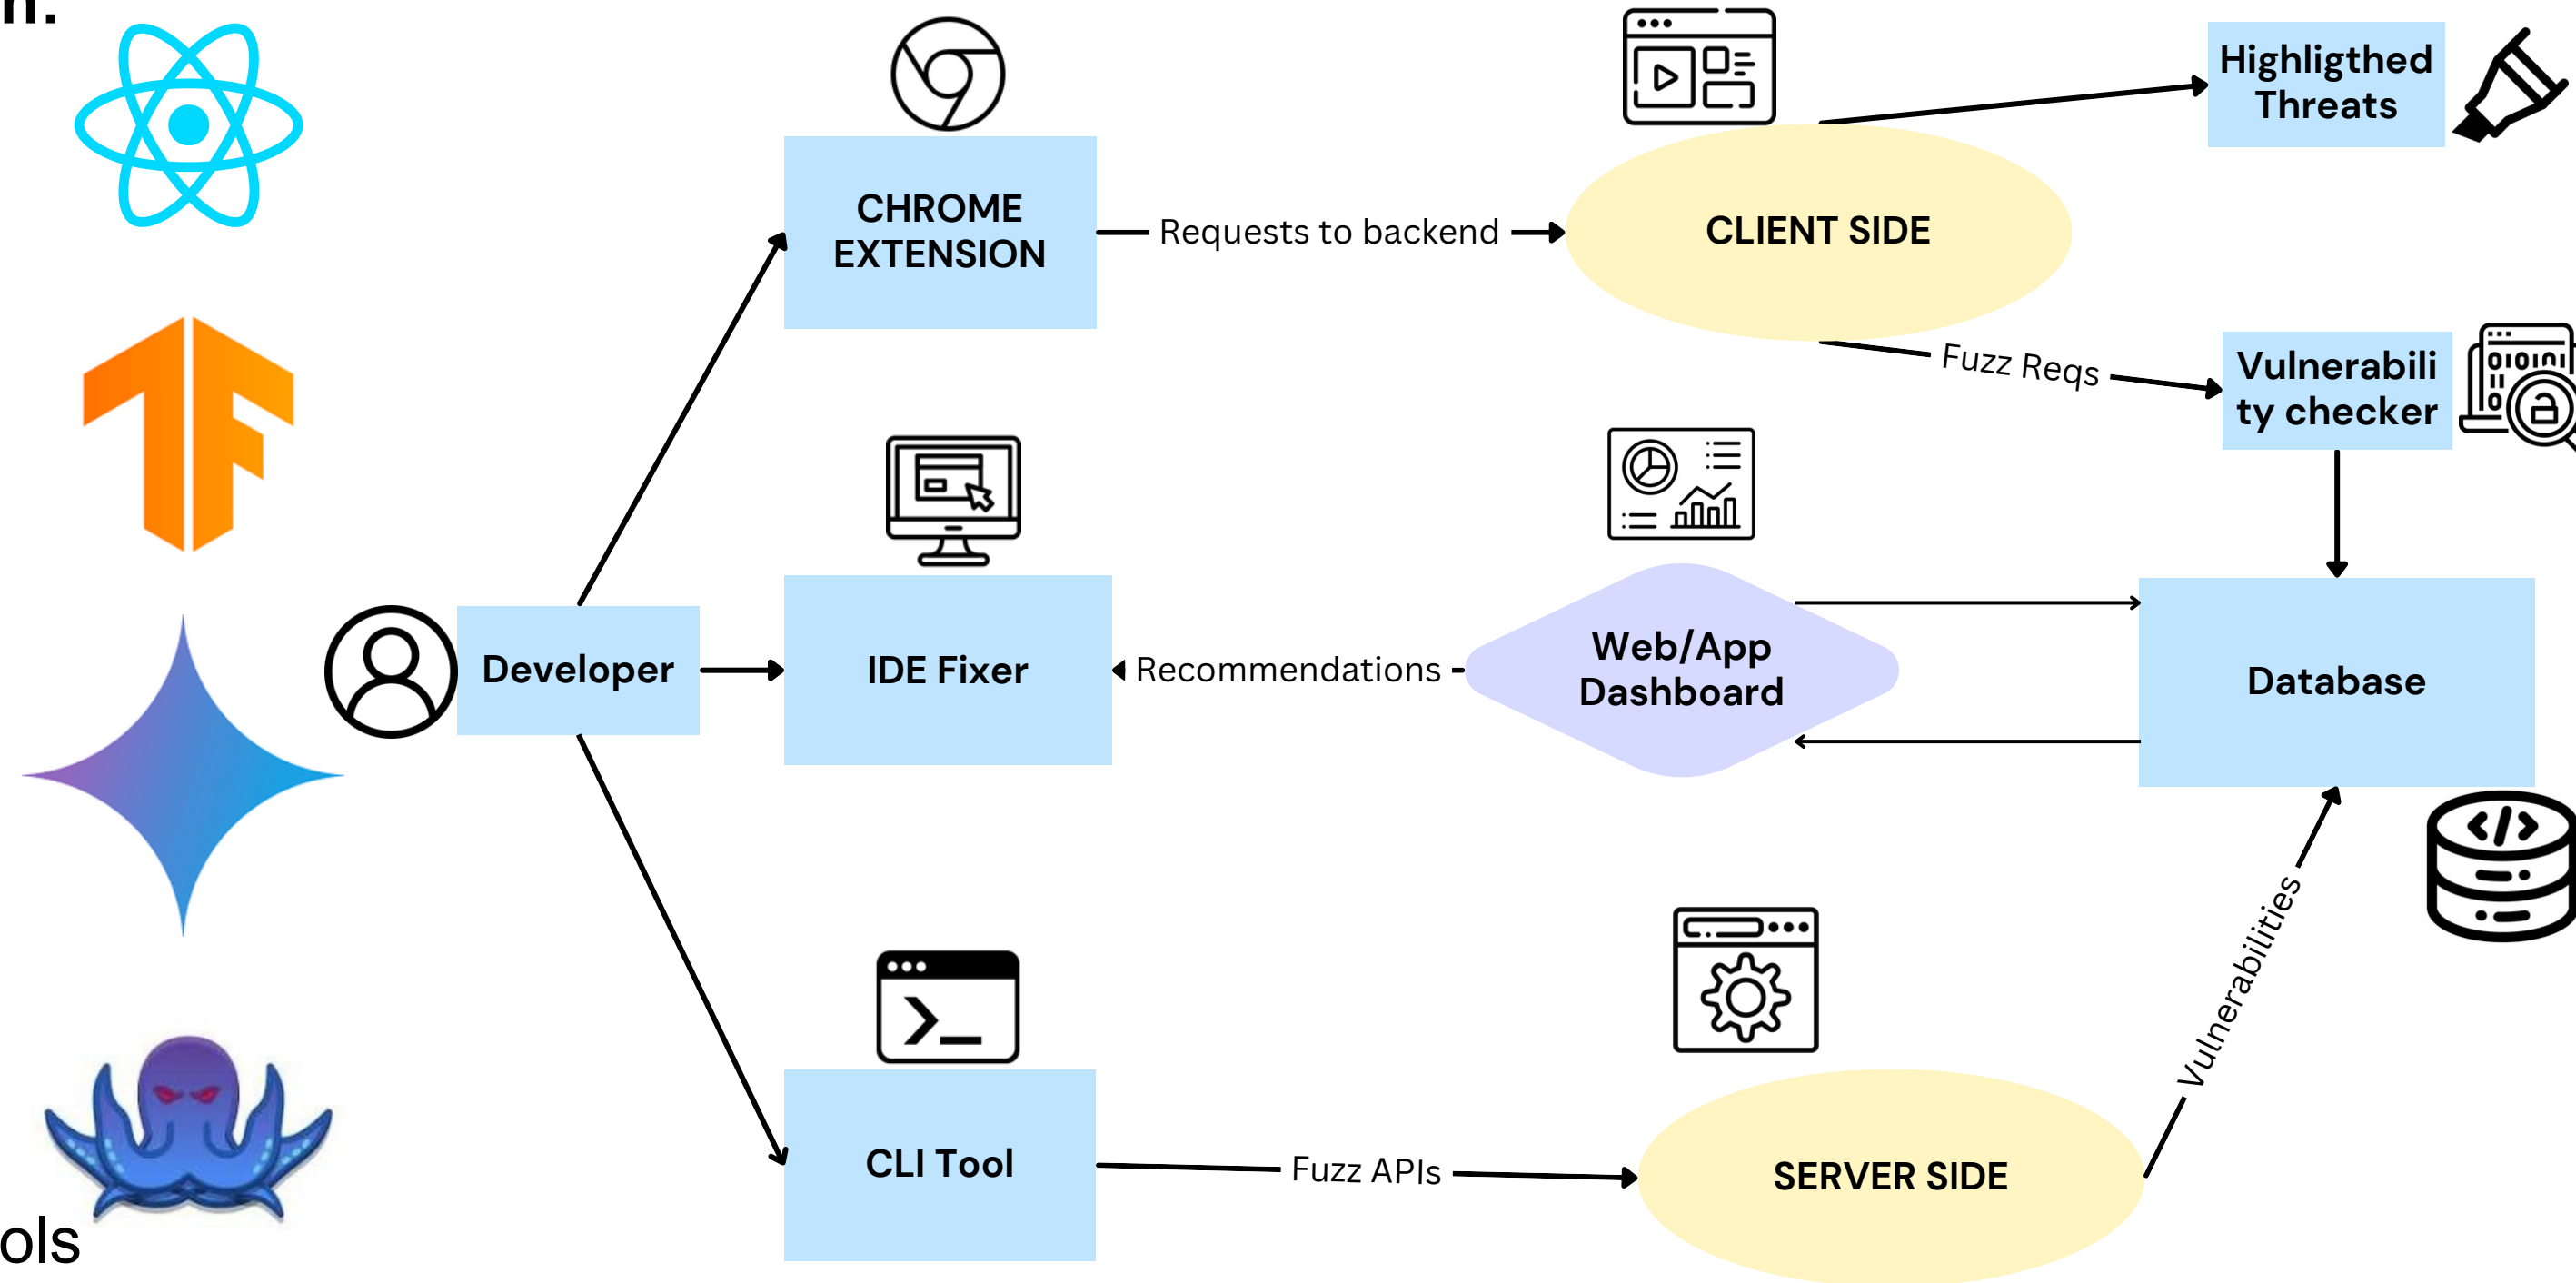 n.
Highligthed
Threats
CHROME
EXTENSION
Requests to backend
CLIENT SIDE
Fuzz Reqs
Vulnerabili
ty checker
Developer
IDE Fixer
Recommendations
Web/App
Dashboard
Database
Vulnerabilities
CLI Tool
Fuzz APIs
SERVER SIDE
ols